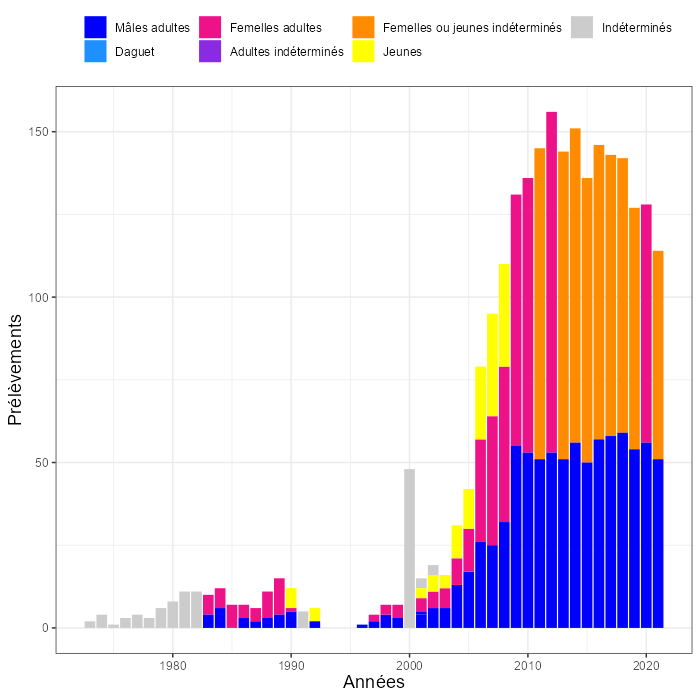 Mâles adultes Femelles adultes Femelles ou jeunes indéterminés Indéterminés
Daguet Adultes indéterminés Jeunes
150
100
50
0
Prélèvements
1980 1990 2000 2010 2020
Années